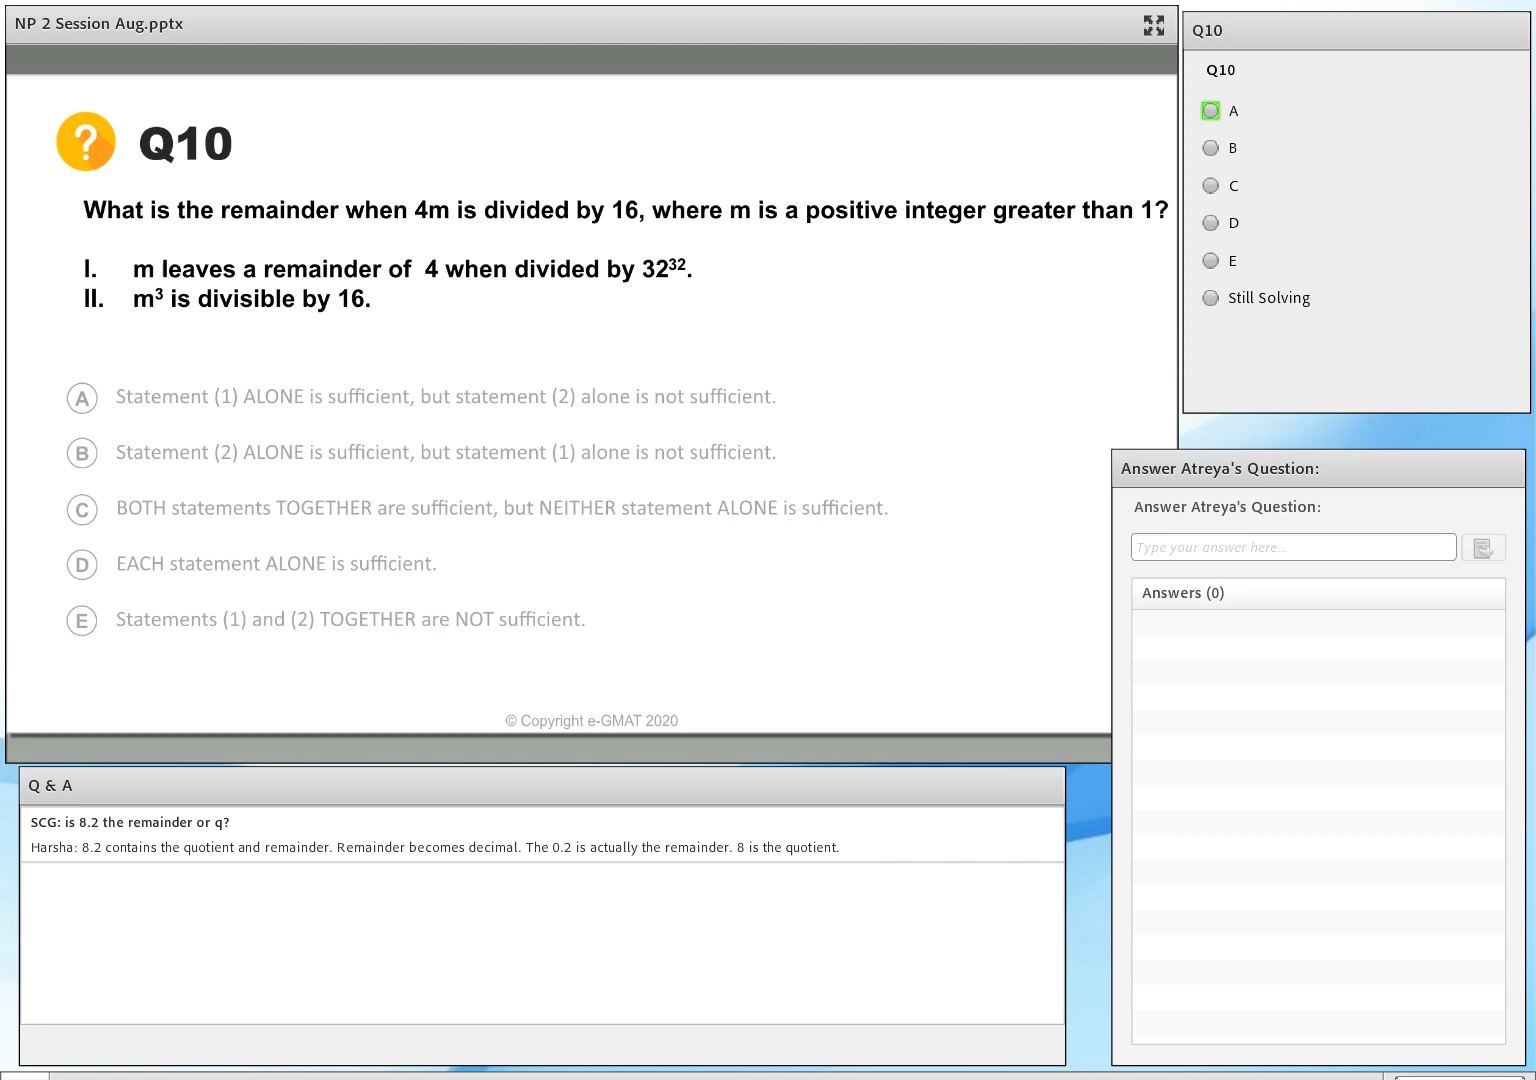 NP 2 Session Aug.pptx
Q10
What is the remainder when 4m is divided by 16, where m is a positive integer greater than 1?
I. m leaves a remainder of 4 when divided by 32³².
II. m³ is divisible by 16.
A Statement (1) ALONE is sufficient, but statement (2) alone is not sufficient.
B Statement (2) ALONE is sufficient, but statement (1) alone is not sufficient.
C BOTH statements TOGETHER are sufficient, but NEITHER statement ALONE is sufficient.
D EACH statement ALONE is sufficient.
E Statements (1) and (2) TOGETHER are NOT sufficient.
© Copyright e-GMAT 2020
Q10
Q10
A
B
C
D
E
Still Solving
Answer Atreya's Question:
Answer Atreya's Question:
Type your answer here...
Answers (0)
Q & A
SCG: is 8.2 the remainder or q?
Harsha: 8.2 contains the quotient and remainder. Remainder becomes decimal. The 0.2 is actually the remainder. 8 is the quotient.